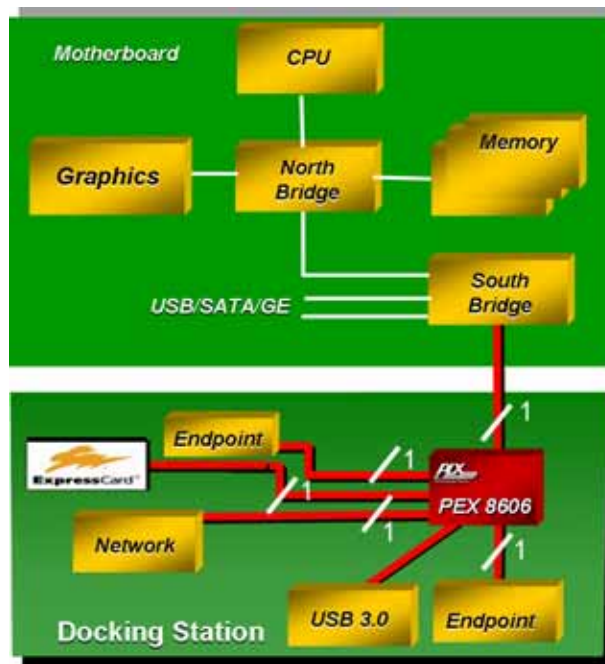 Motherboard
CPU
Graphics
North
Bridge
Memory
South
Bridge
USB/SATA/GE
1
Endpoint
1
PLX
ExpressCard
1
PEX 8606
1
Network
1
USB 3.0
Endpoint
Docking Station